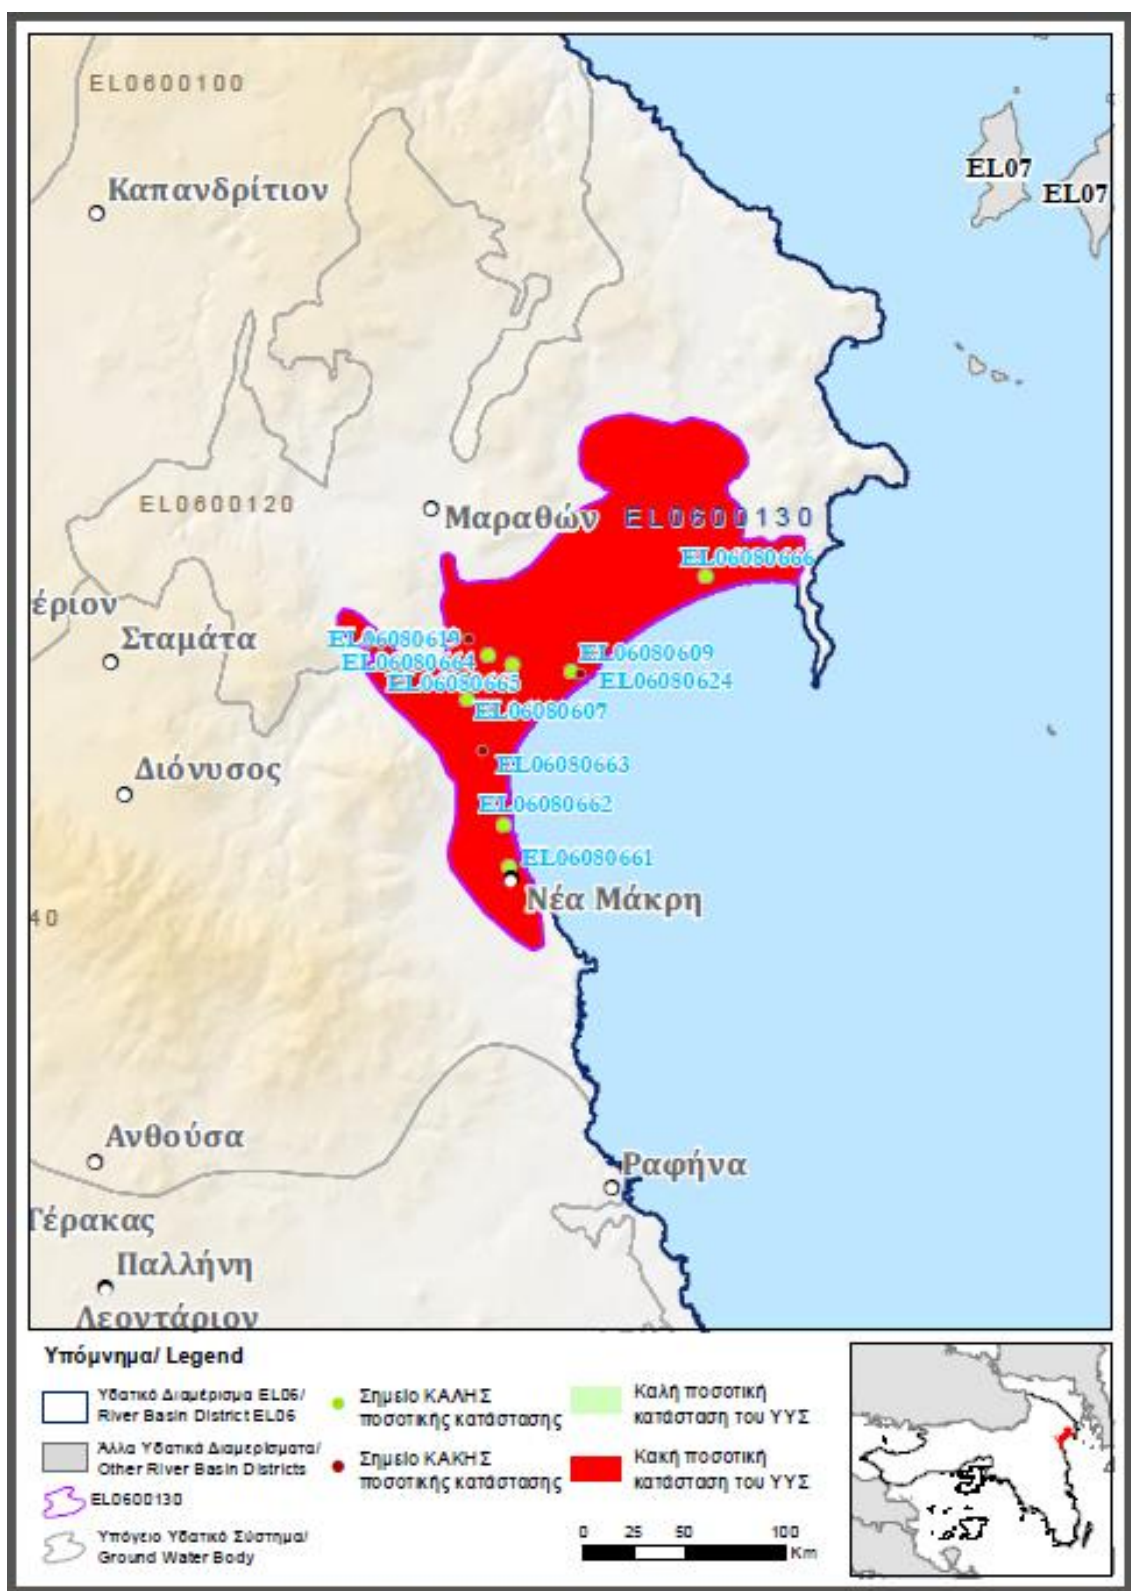 EL0600100
EL07
EL07
Καπανδρίτιον
EL0600120
Μαραθών
EL0600130
EL06080666
έριον
Σταμάτα
EL06080619
EL06080609
EL06080664
EL06080665
EL06080624
EL06080607
Διόνυσος
EL06080663
EL06080662
EL06080661
Νέα Μάκρη
40
Ανθούσα
Ραφήνα
Γέρακας
Παλλήνη
Λεοντάριον
Υπόμνημα/ Legend
Υδατικό Διαμέρισμα EL06/
River Basin District EL06
Άλλα Υδατικά Διαμερίσματα/
Other River Basin Districts
EL0600130
Υπόγειο Υδατικό Σύστημα/
Ground Water Body
Σημείο ΚΑΛΗΣ
ποσοτικής κατάστασης
Σημείο ΚΑΚΗΣ
ποσοτικής κατάστασης
Καλή ποσοτική
κατάσταση του ΥΥΣ
Κακή ποσοτική
κατάσταση του ΥΥΣ
0 25 50 100
Km